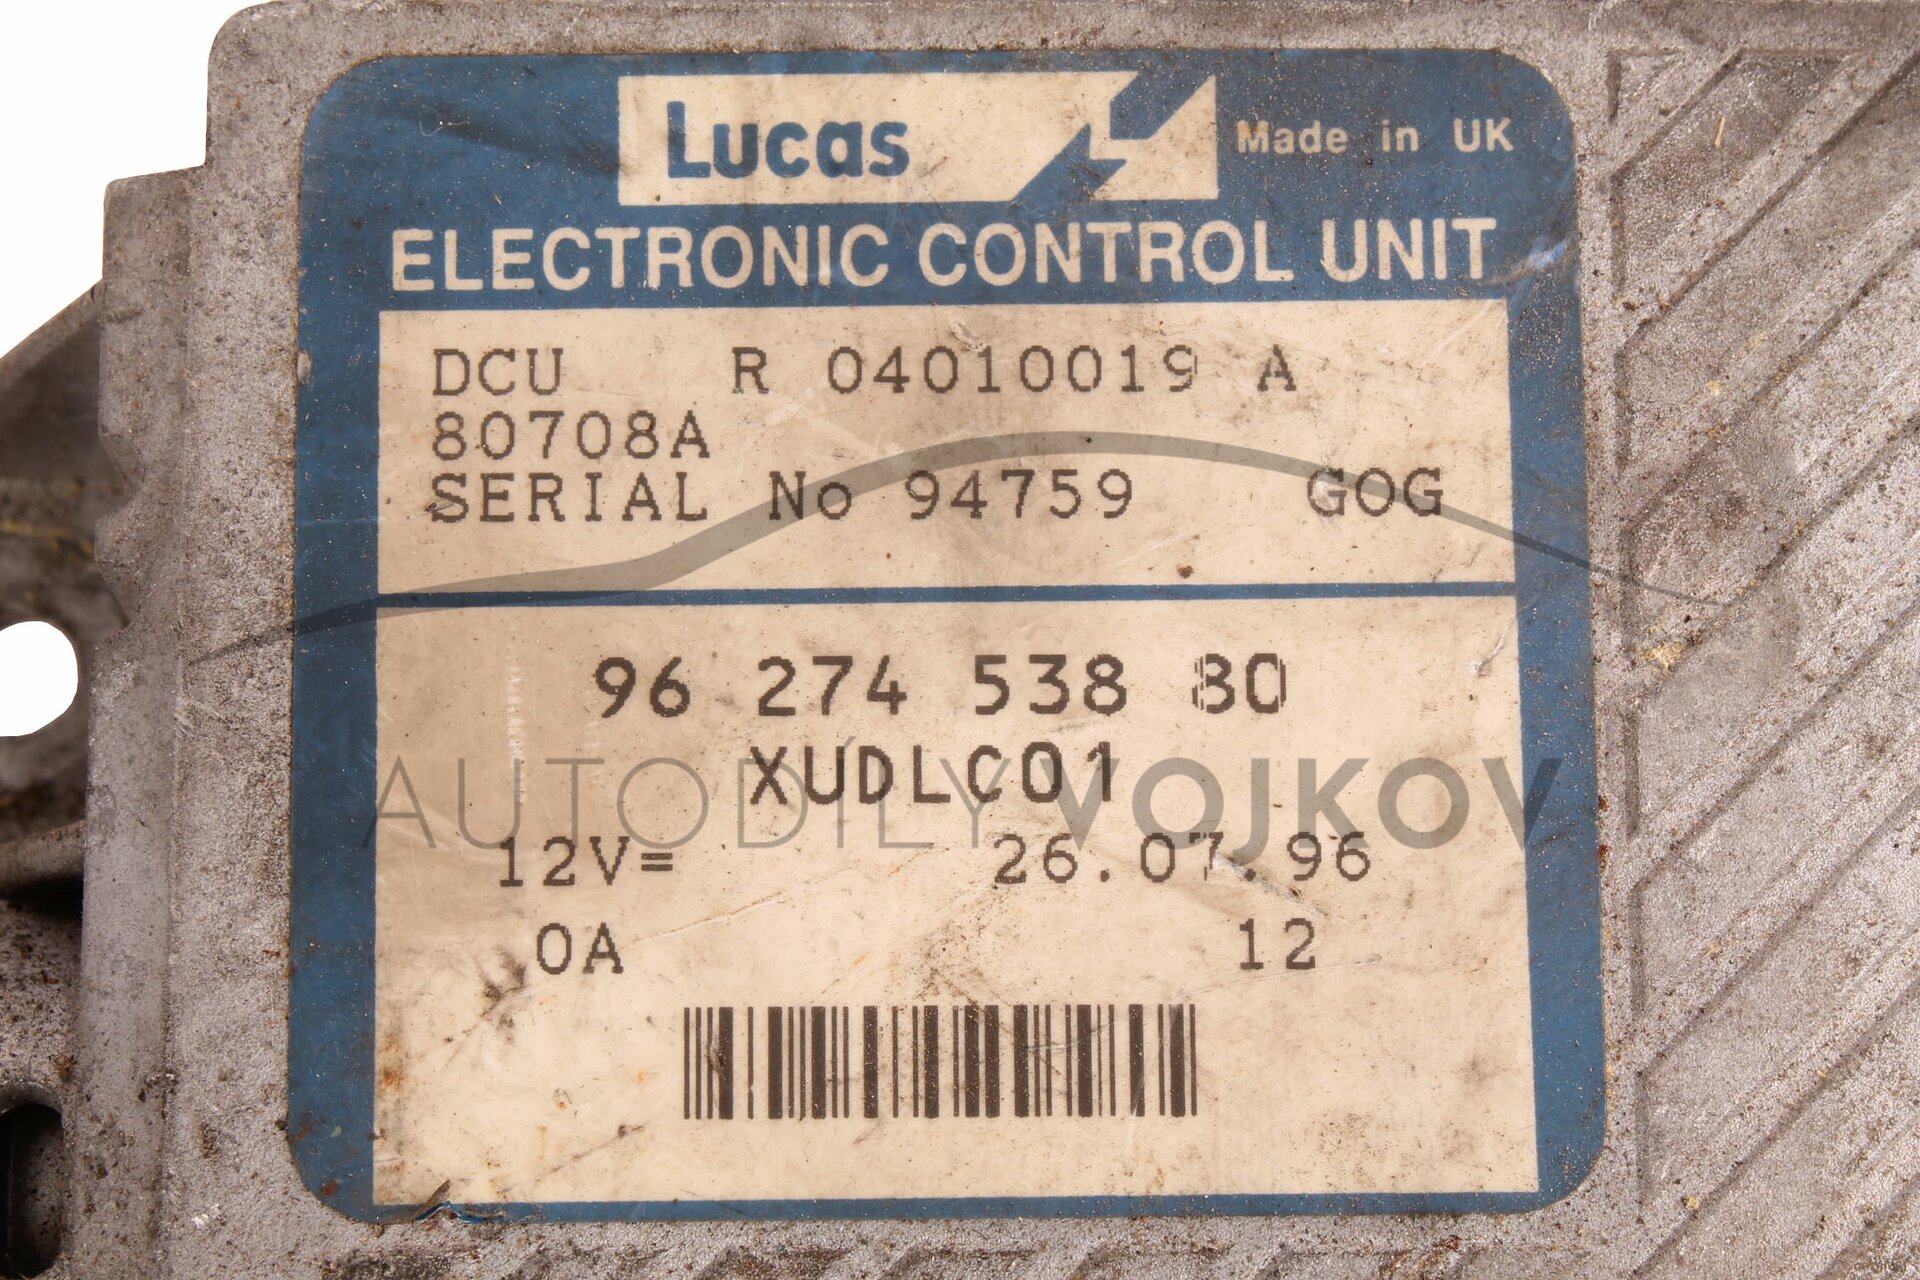 Lucas
Made in UK
ELECTRONIC CONTROL UNIT
DCU R 04010019 A
80708A
SERIAL No 94759 GOG
96 274 538 80
XUDLC01
AUTODÍLY VOJKOV
12V= 26.07.96
0A 12